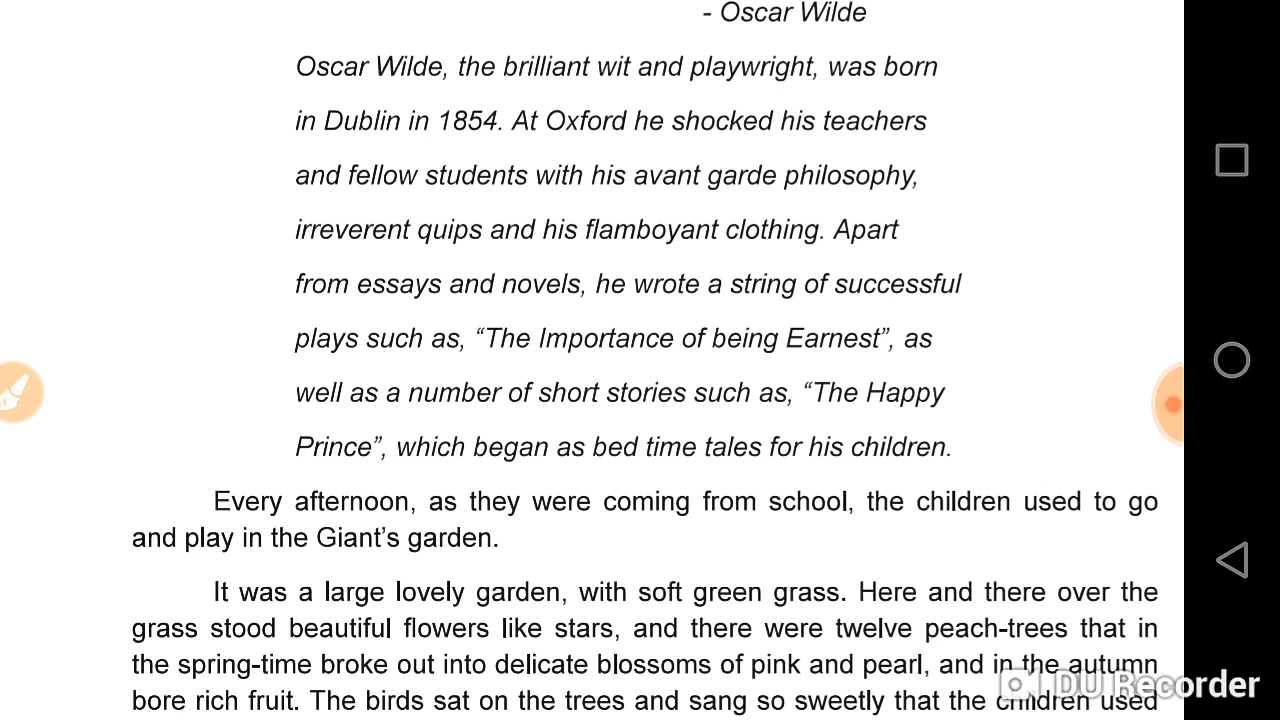 - Oscar Wilde
Oscar Wilde, the brilliant wit and playwright, was born
in Dublin in 1854. At Oxford he shocked his teachers
and fellow students with his avant garde philosophy,
irreverent quips and his flamboyant clothing. Apart
from essays and novels, he wrote a string of successful
plays such as, “The Importance of being Earnest”, as
well as a number of short stories such as, “The Happy
Prince”, which began as bed time tales for his children.
Every afternoon, as they were coming from school, the children used to go
and play in the Giant’s garden.
It was a large lovely garden, with soft green grass. Here and there over the
grass stood beautiful flowers like stars, and there were twelve peach-trees that in
the spring-time broke out into delicate blossoms of pink and pearl, and in the autumn
bore rich fruit. The birds sat on the trees and sang so sweetly that the children used
DU Recorder